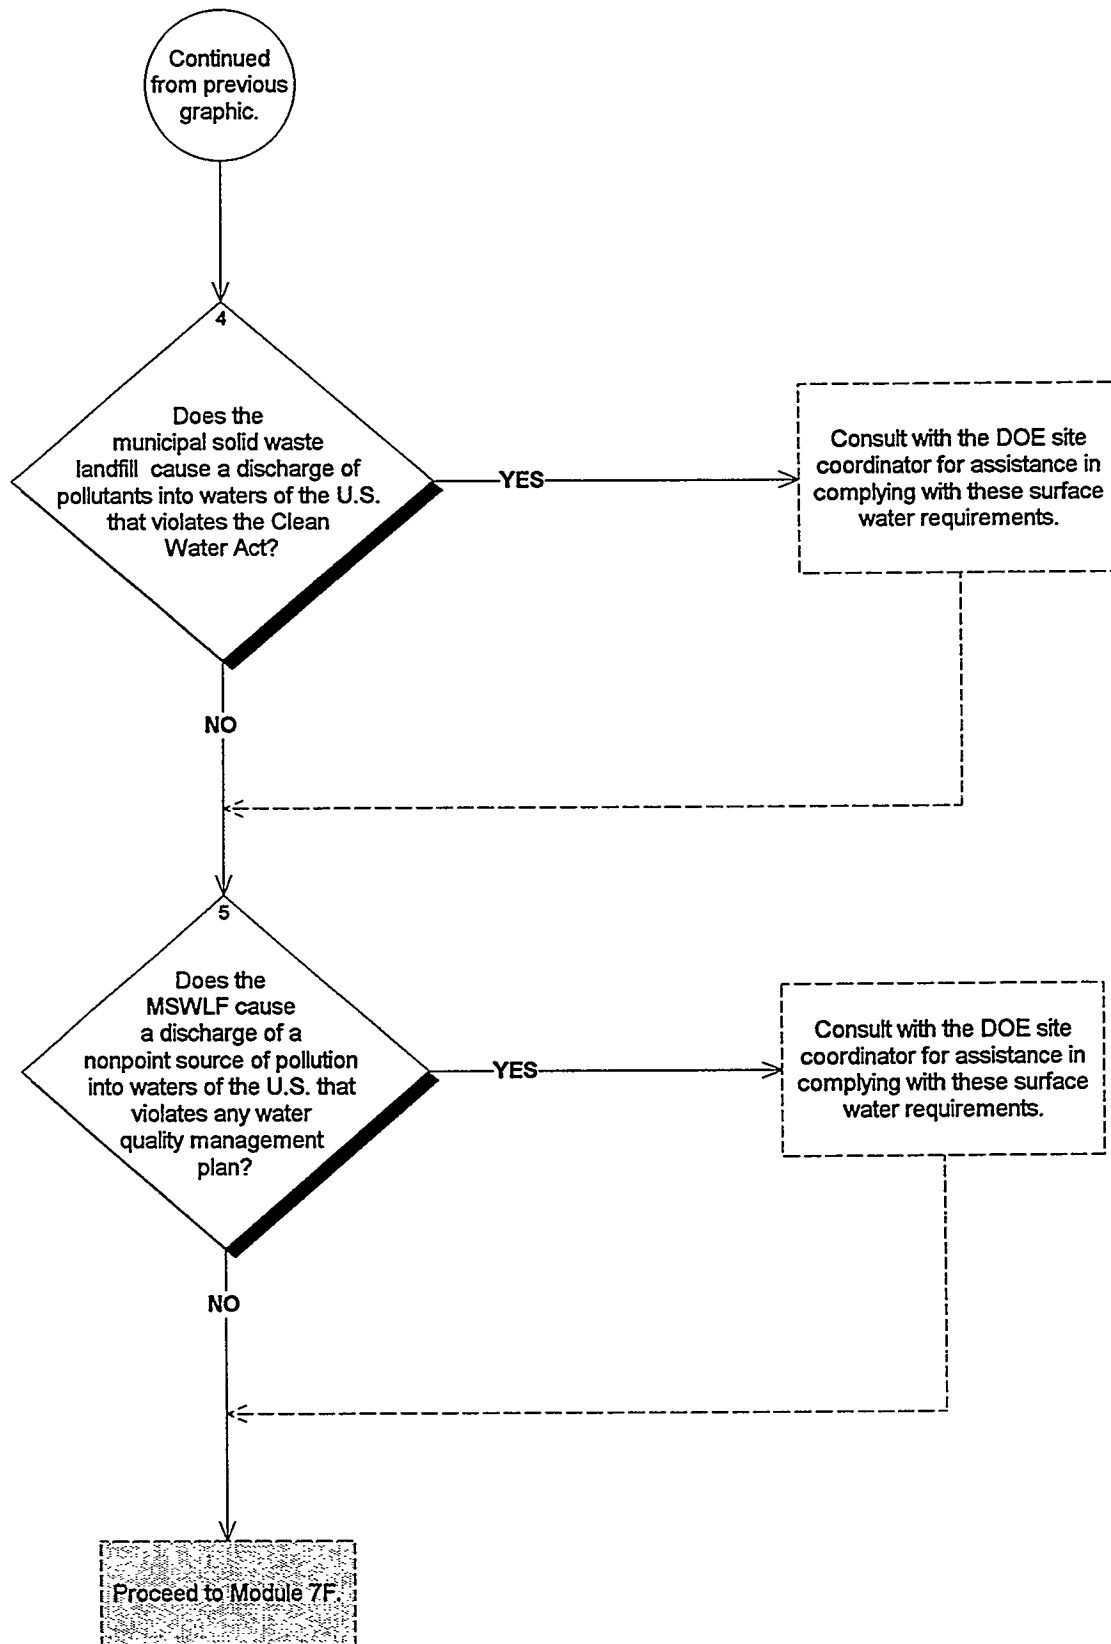 Continued
from previous
graphic.
4
Does the
municipal solid waste
landfill cause a discharge of
pollutants into waters of the U.S.
that violates the Clean
Water Act?
YES
Consult with the DOE site
coordinator for assistance in
complying with these surface
water requirements.
NO
5
Does the
MSWLF cause
a discharge of a
nonpoint source of pollution
into waters of the U.S. that
violates any water
quality management
plan?
YES
Consult with the DOE site
coordinator for assistance in
complying with these surface
water requirements.
NO
Proceed to Module 7F.